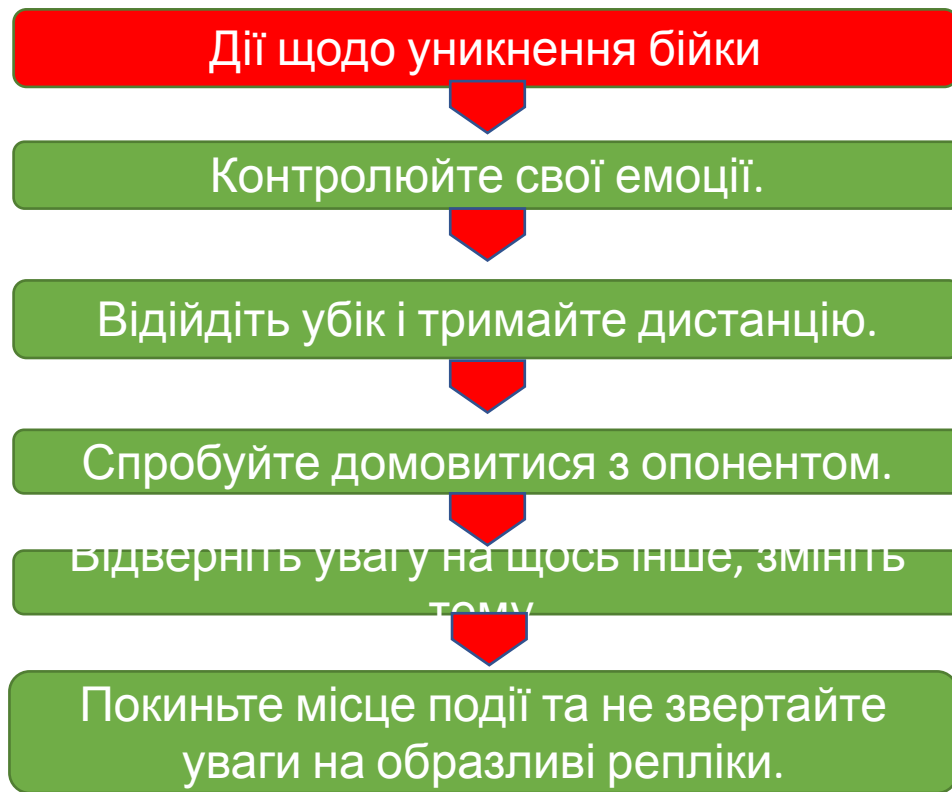 Дії щодо уникнення бійки
Контролюйте свої емоції.
Відійдіть убік і тримайте дистанцію.
Спробуйте домовитися з опонентом.
Відверніть увагу на щось інше, змініть
тему
Покиньте місце події та не звертайте
уваги на образливі репліки.